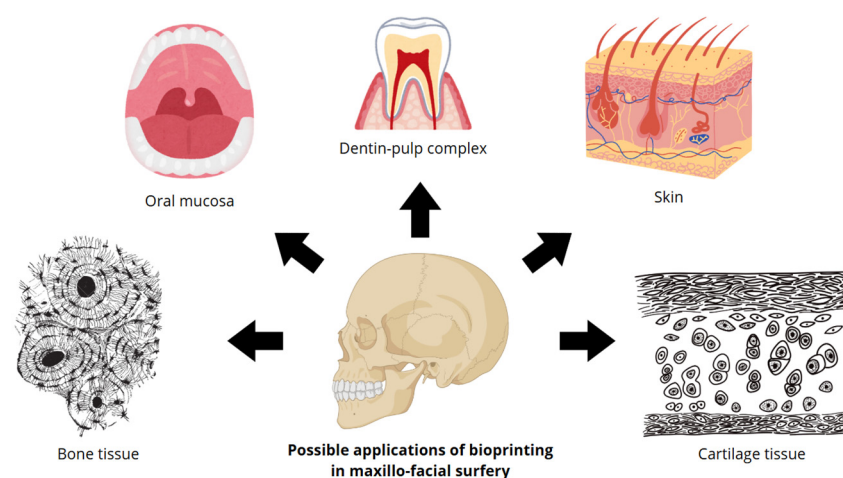 Dentin-pulp complex
Oral mucosa
Skin
Bone tissue
Possible applications of bioprinting
in maxillo-facial surfery
Cartilage tissue